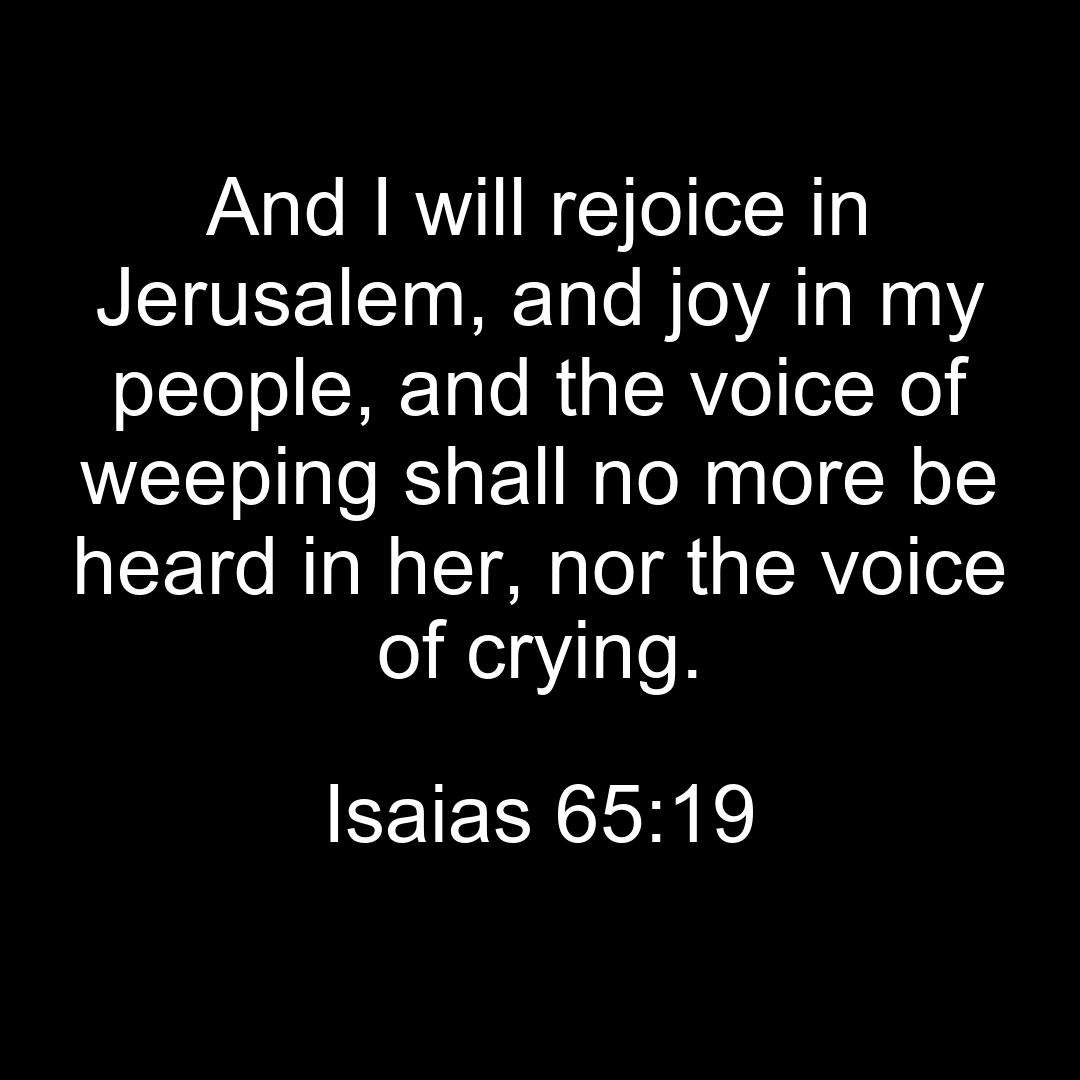 And I will rejoice in
Jerusalem, and joy in my
people, and the voice of
weeping shall no more be
heard in her, nor the voice
of crying.
Isaias 65:19